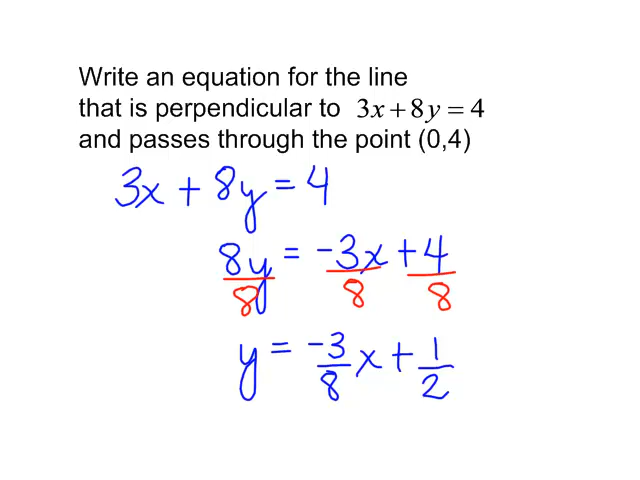 Write an equation for the line
that is perpendicular to 3x + 8y = 4
and passes through the point (0,4)
3x + 8y = 4
8y = -3x + 4
8 8 8
y = -3/8 x + 1/2